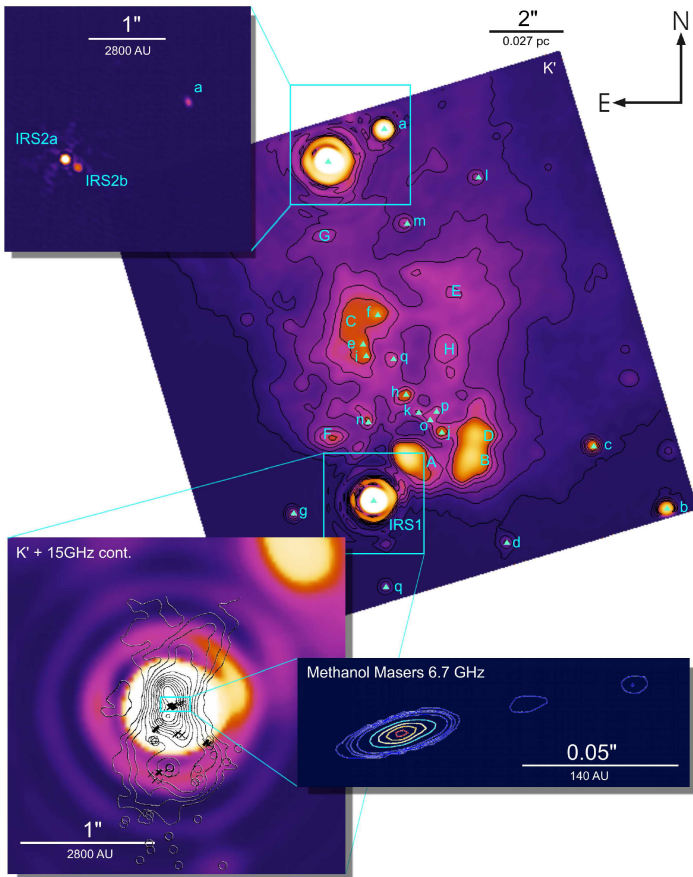 1"
2800 AU
a
IRS2a
IRS2b
2"
0.027 pc
N
E
K'
a
l
m
G
E
C
f
e
i
q
H
h
k
p
o
n
j
F
D
A
B
c
IRS1
g
b
d
q
K' + 15GHz cont.
1"
2800 AU
Methanol Masers 6.7 GHz
0.05"
140 AU